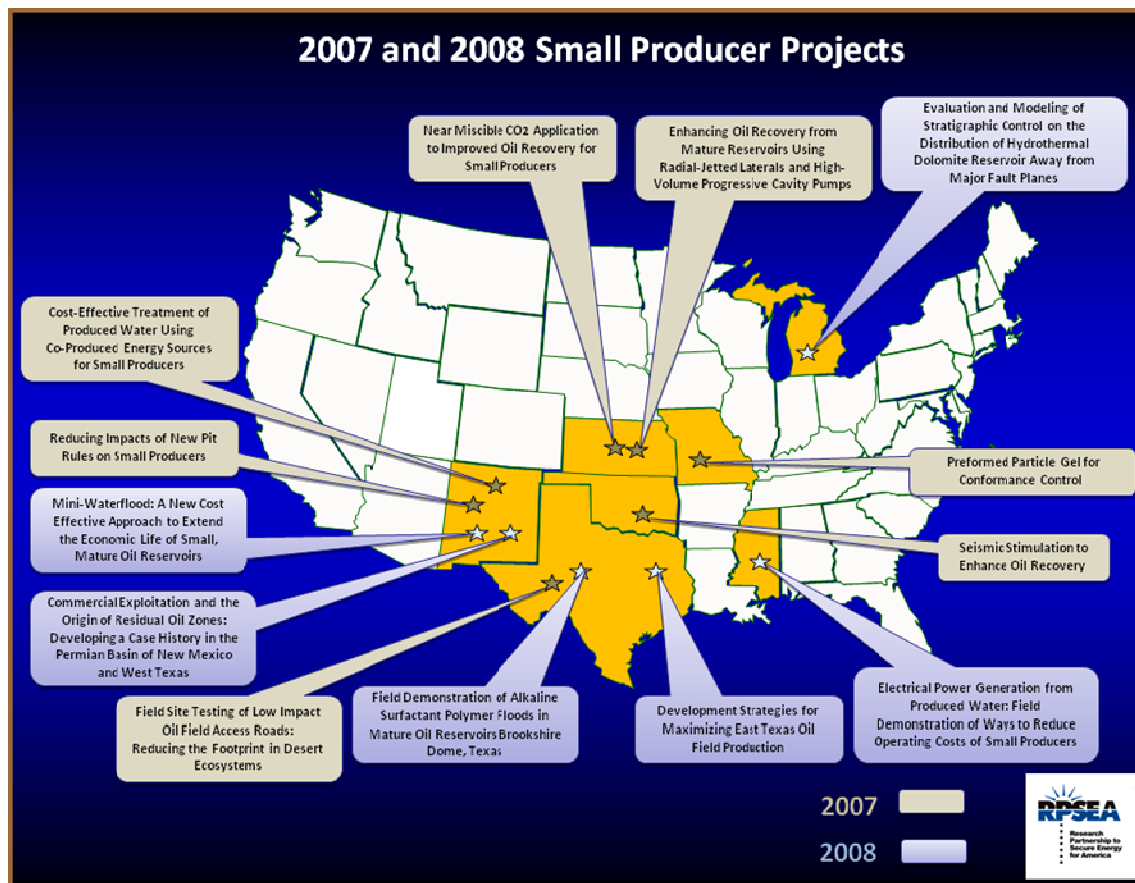 2007 and 2008 Small Producer Projects
Near Miscible CO2 Application
to Improved Oil Recovery for
Small Producers
Enhancing Oil Recovery from
Mature Reservoirs Using
Radial-Jetted Laterals and High-
Volume Progressive Cavity Pumps
Evaluation and Modeling of
Stratigraphic Control on the
Distribution of Hydrothermal
Dolomite Reservoir Away from
Major Fault Planes
Cost-Effective Treatment of
Produced Water Using
Co-Produced Energy Sources
for Small Producers
Reducing Impacts of New Pit
Rules on Small Producers
Mini-Waterflood: A New Cost
Effective Approach to Extend
the Economic Life of Small,
Mature Oil Reservoirs
Commercial Exploitation and the
Origin of Residual Oil Zones:
Developing a Case History in the
Permian Basin of New Mexico
and West Texas
Field Site Testing of Low Impact
Oil Field Access Roads:
Reducing the Footprint in Desert
Ecosystems
Field Demonstration of Alkaline
Surfactant Polymer Floods in
Mature Oil Reservoirs Brookshire
Dome, Texas
Development Strategies for
Maximizing East Texas Oil
Field Production
Electrical Power Generation from
Produced Water: Field
Demonstration of Ways to Reduce
Operating Costs of Small Producers
Preformed Particle Gel for
Conformance Control
Seismic Stimulation to
Enhance Oil Recovery
2007
2008
RPSEA
Research
Partnership to
Secure Energy
for America